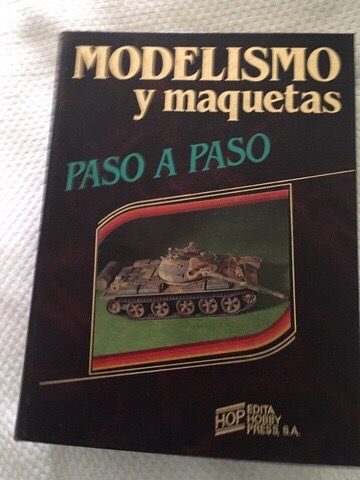 MODELISMO
y maquetas
PASO A PASO
HOP EDITA
HOBBY
PRESS, S.A.